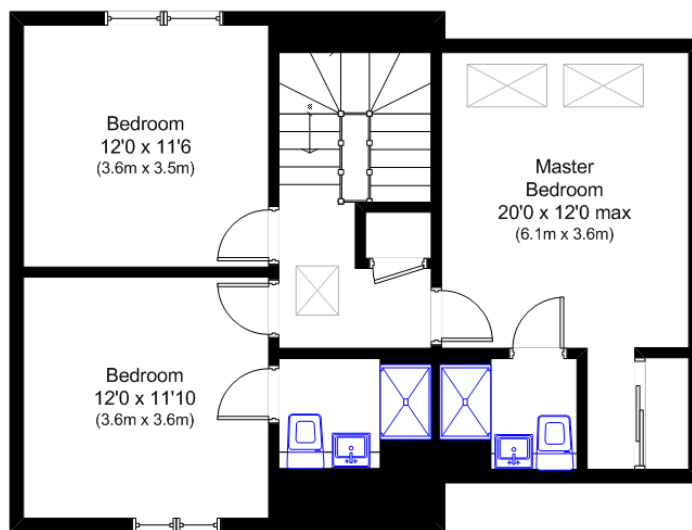 Bedroom
12'0 x 11'6
(3.6m x 3.5m)
Master
Bedroom
20'0 x 12'0 max
(6.1m x 3.6m)
Bedroom
12'0 x 11'10
(3.6m x 3.6m)